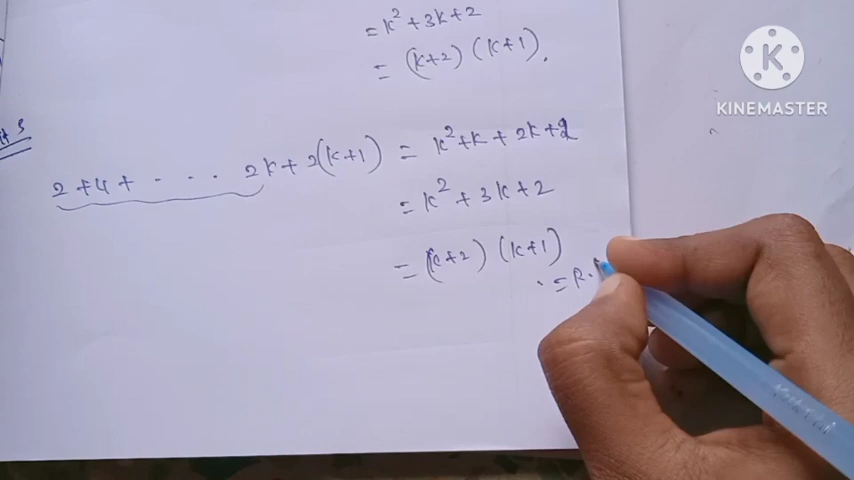 = k² + 3k + 2
= (k+2) (k+1).
KINEMASTER
2 + 4 + - . . . 2k + 2(k+1) = k² + k + 2k + 2
= k² + 3k + 2
= (k+2) (k+1)
. = R.